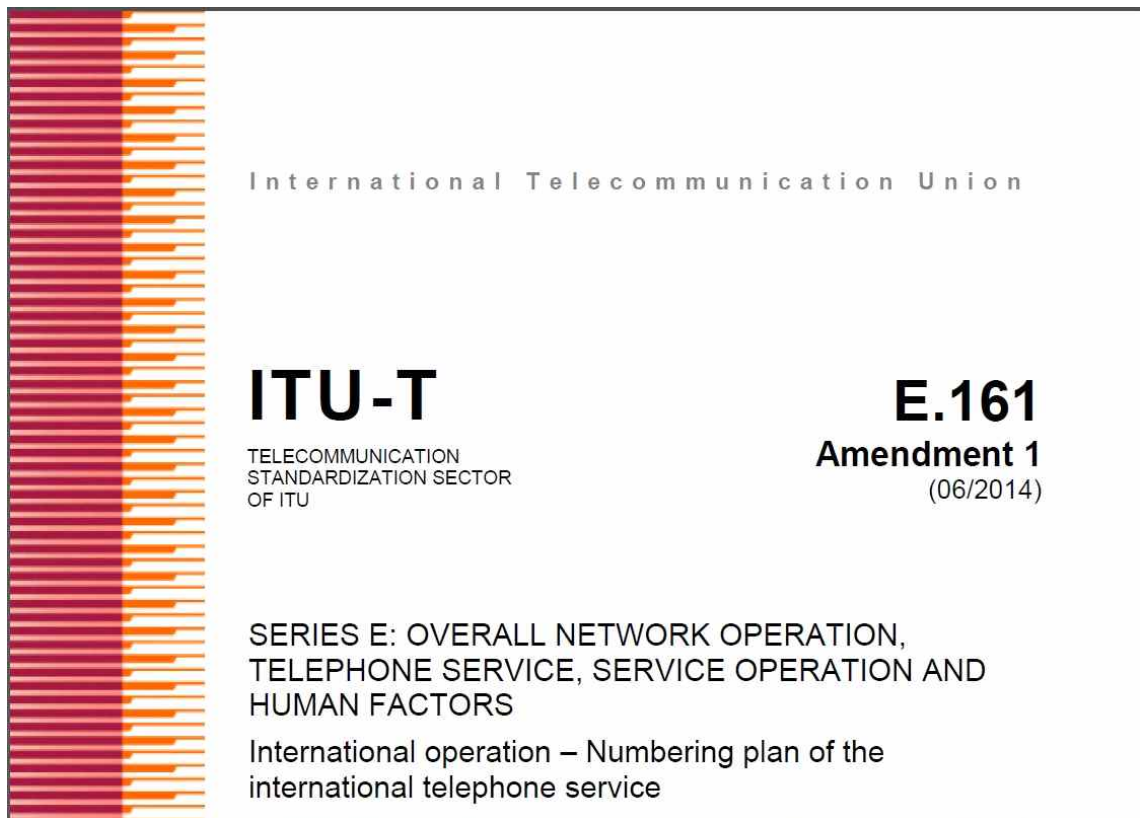 International Telecommunication Union
ITU-T
E.161
TELECOMMUNICATION
STANDARDIZATION SECTOR
OF ITU
Amendment 1
(06/2014)
SERIES E: OVERALL NETWORK OPERATION,
TELEPHONE SERVICE, SERVICE OPERATION AND
HUMAN FACTORS
International operation – Numbering plan of the
international telephone service